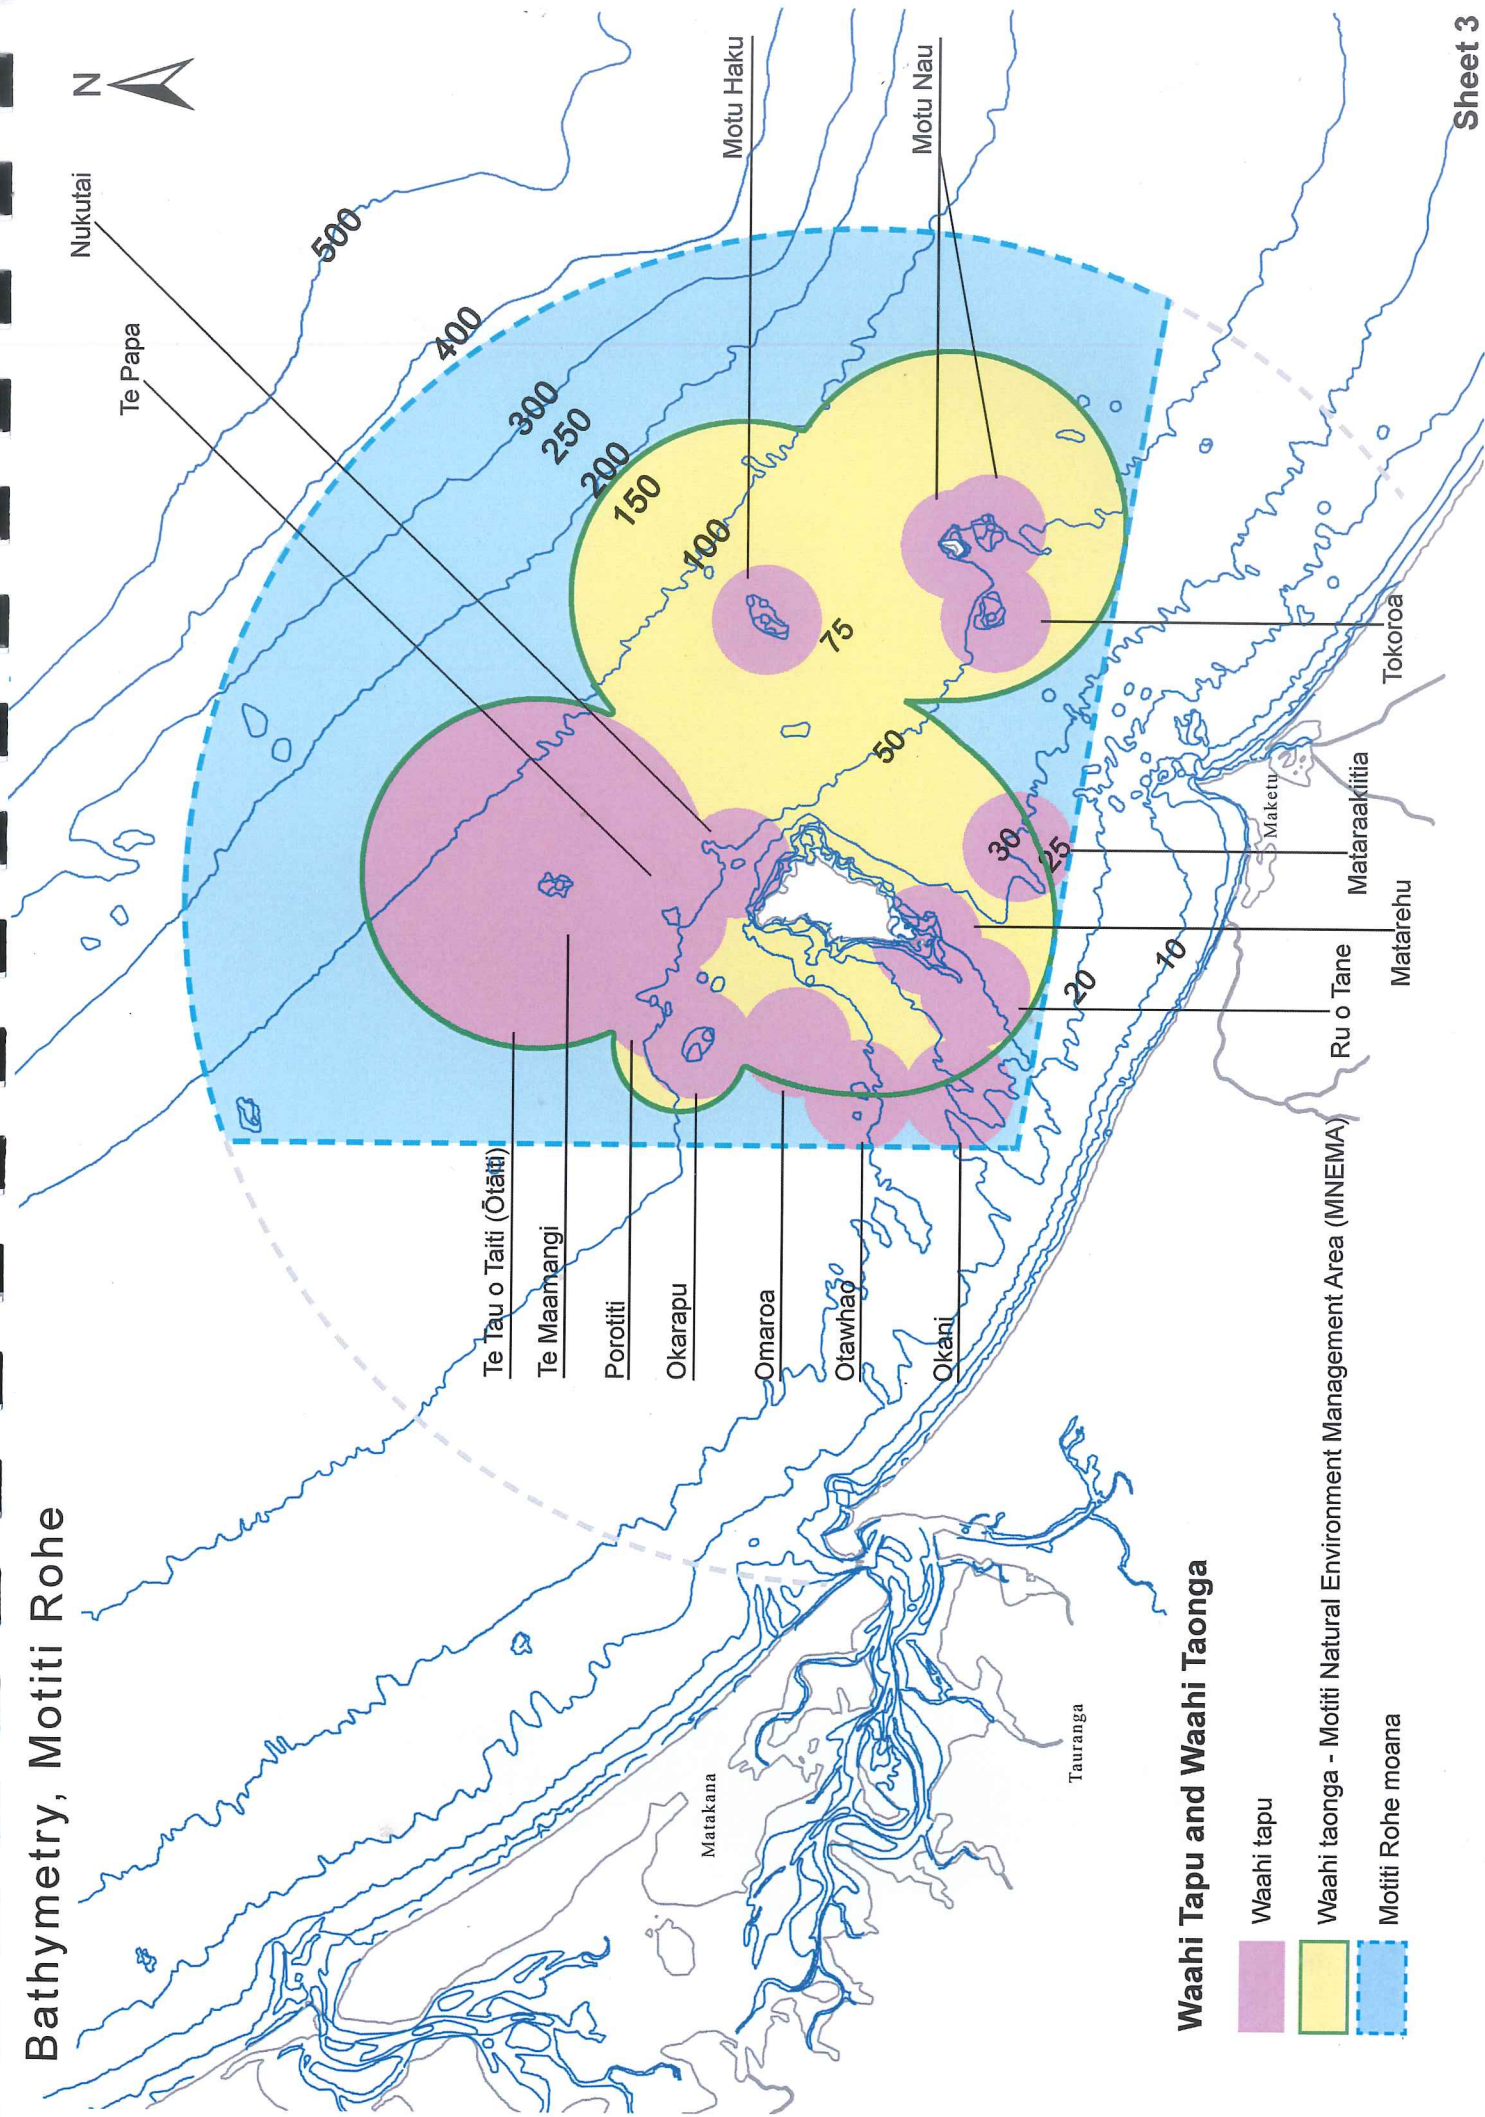 Bathymetry, Motiti Rohe
N
Nukutai
Te Papa
Motu Haku
Motu Nau
500
400
300
250
200
150
100
75
50
30
25
20
10
Te Tau o Taiti (Ōtaiti)
Te Maamangi
Porotiti
Okarapu
Omaroa
Otawhao
Okani
Tokoroa
Maketu
Mataraakiitia
Matarehu
Ru o Tane
Matakana
Tauranga
Waahi Tapu and Waahi Taonga
Waahi tapu
Waahi taonga - Motiti Natural Environment Management Area (MNEMA)
Motiti Rohe moana
Sheet 3